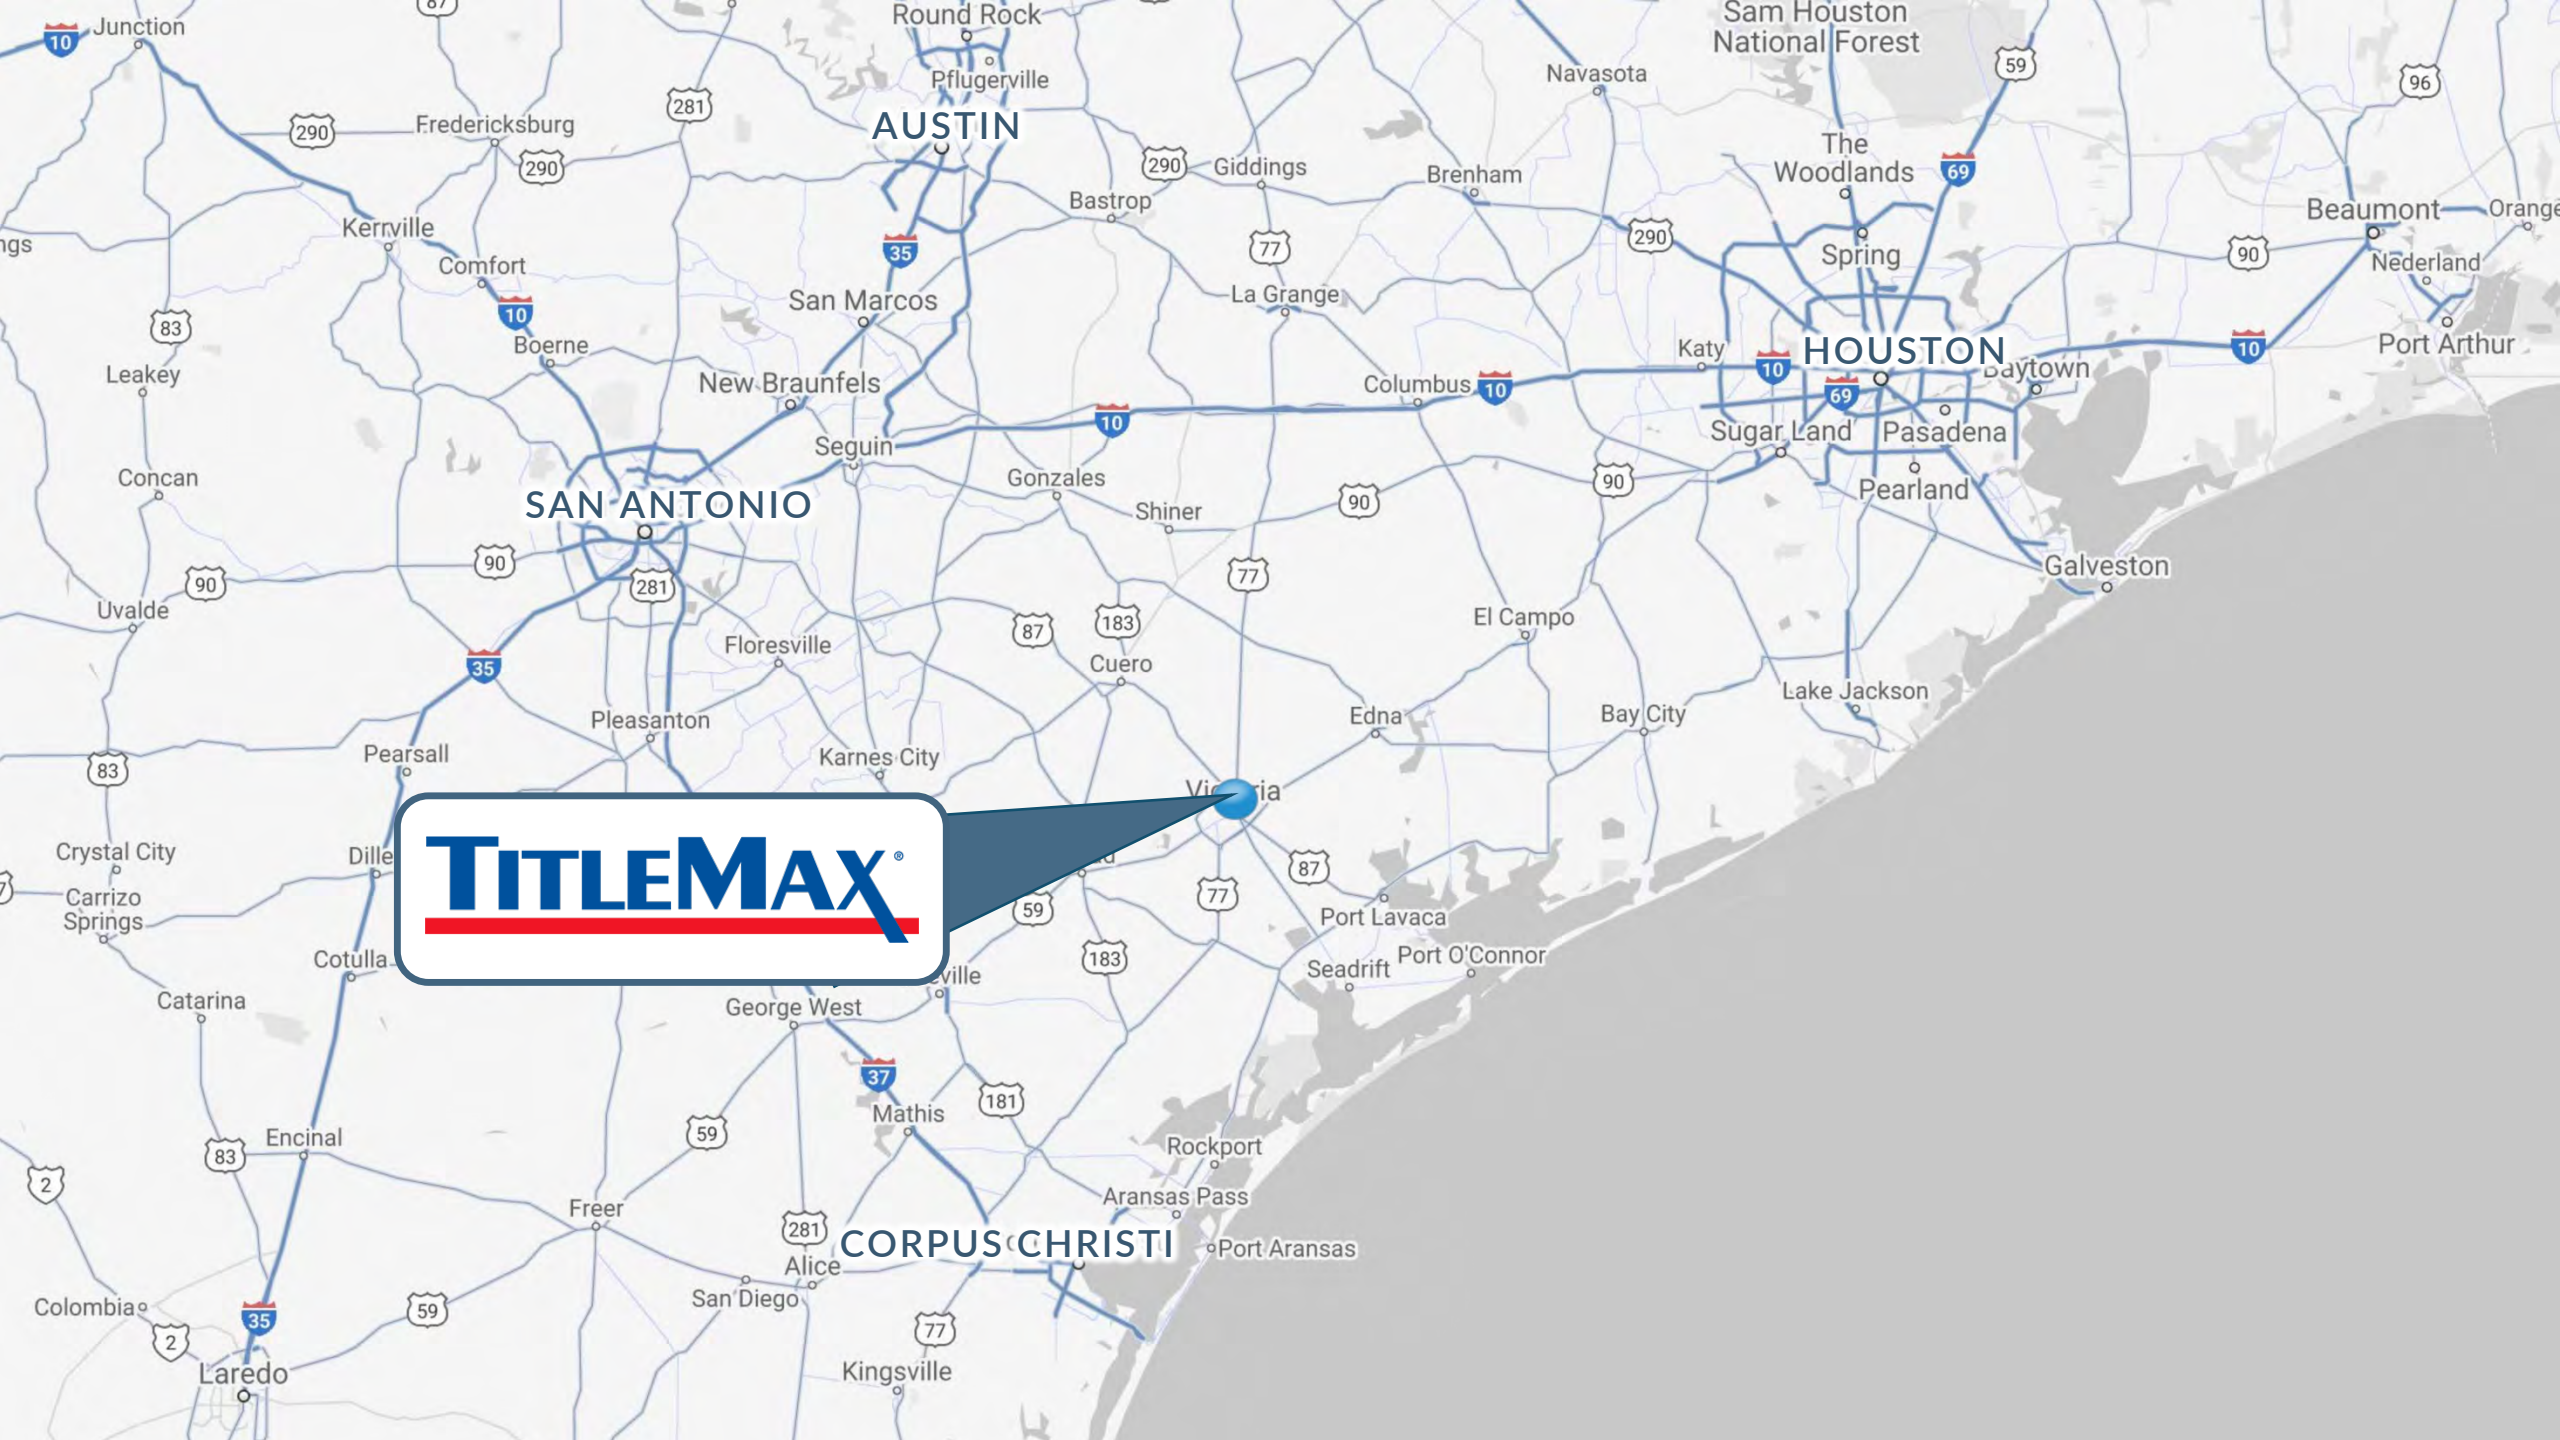 87
Round Rock
Sam Houston
National Forest
Junction
10
59
Pflugerville
Navasota
96
281
AUSTIN
290
Fredericksburg
290
290
Giddings
The
Woodlands
69
Brenham
Bastrop
Beaumont
Orange
Kerrville
35
77
290
Spring
90
Nederland
Comfort
San Marcos
La Grange
10
83
Boerne
Katy
10
HOUSTON
10
Port Arthur
Leakey
New Braunfels
Columbus
10
69
Baytown
10
Seguin
Sugar Land
Pasadena
Concan
Gonzales
90
90
Pearland
SAN ANTONIO
Shiner
90
90
281
77
Galveston
Uvalde
87
183
El Campo
Floresville
35
Cuero
Pleasanton
Edna
Bay City
Lake Jackson
Pearsall
Karnes City
83
Crystal City
TITLEMAX®
87
77
59
Carrizo
Springs
Port Lavaca
Cotulla
183
Port O'Connor
Seadrift
Catarina
George West
37
Mathis
181
59
Encinal
83
Rockport
2
Aransas Pass
Freer
281
CORPUS CHRISTI
Port Aransas
Alice
Colombia
59
San Diego
35
2
77
Laredo
Kingsville